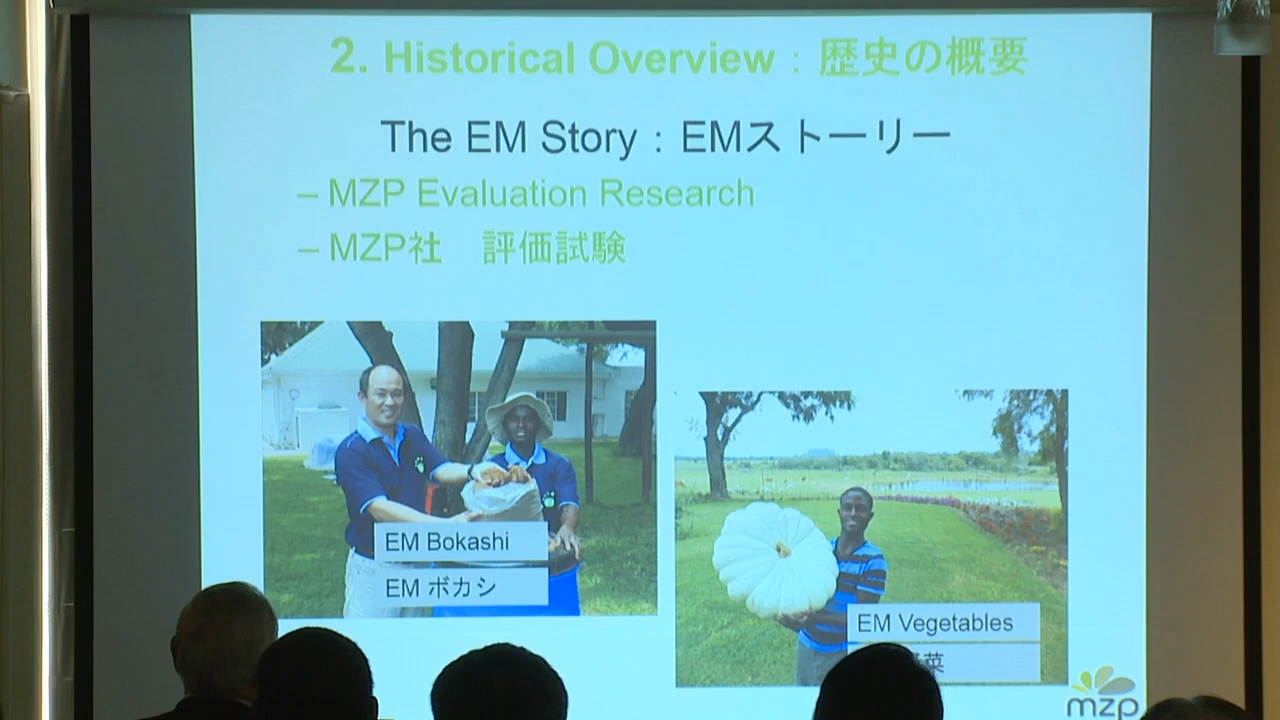 2. Historical Overview：歴史の概要
The EM Story：EMストーリー
– MZP Evaluation Research
– MZP社　評価試験
EM Bokashi
EM ボカシ
EM Vegetables
菜
mzp